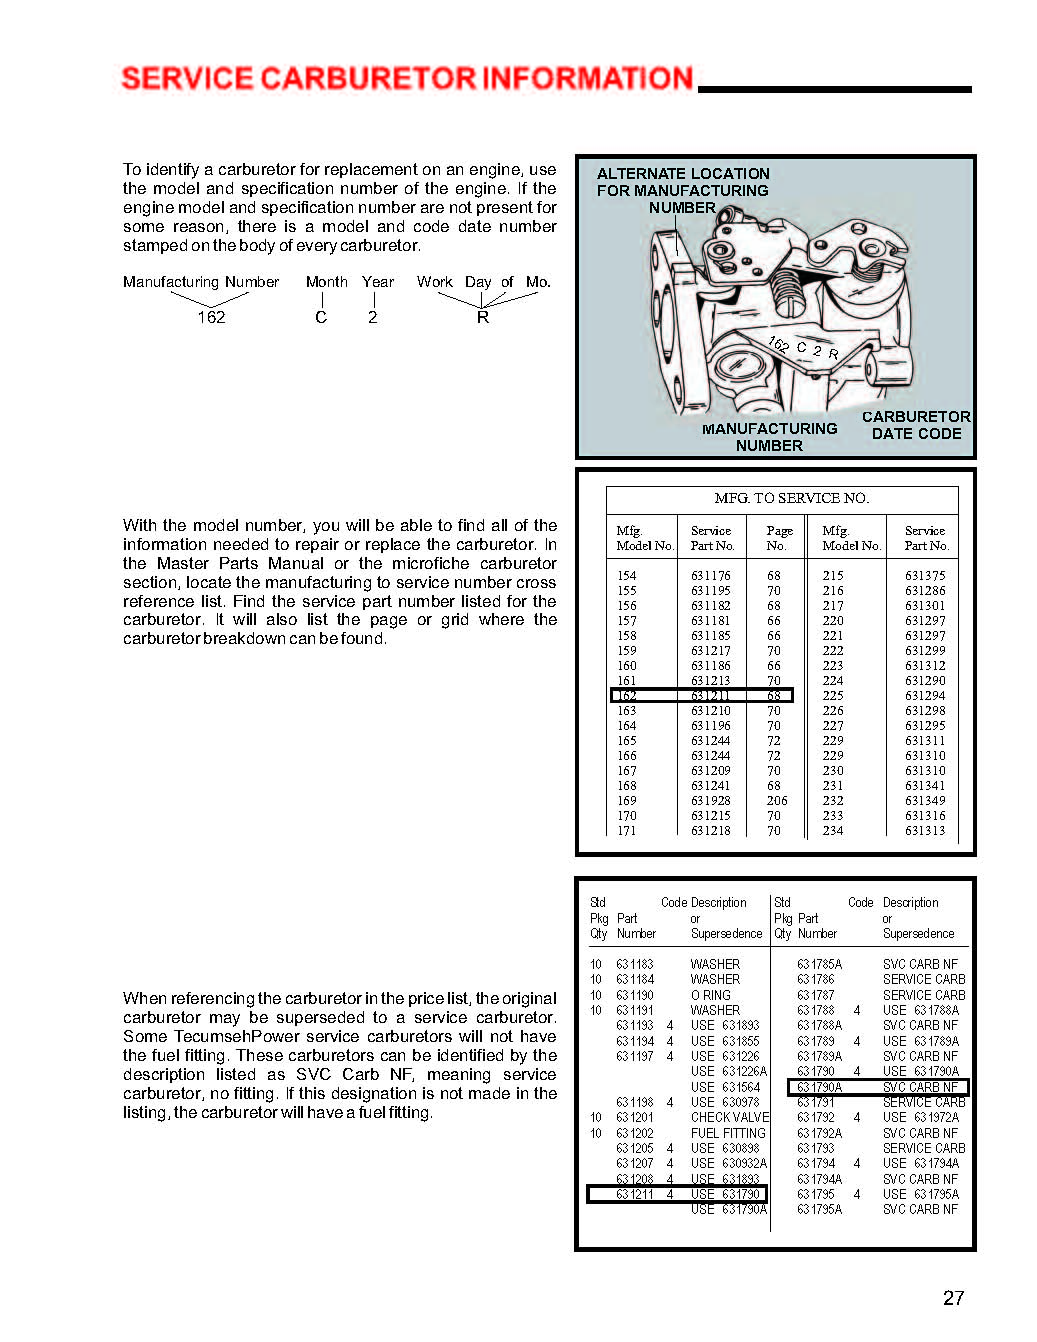 SERVICE CARBURETOR INFORMATION
To identify a carburetor for replacement on an engine, use
the model and specification number of the engine. If the
engine model and specification number are not present for
some reason, there is a model and code date number
stamped on the body of every carburetor.
Manufacturing Number Month Year Work Day of Mo.
162 C 2 R
ALTERNATE LOCATION
FOR MANUFACTURING
NUMBER
162 C 2 R
MANUFACTURING
NUMBER
CARBURETOR
DATE CODE
With the model number, you will be able to find all of the
information needed to repair or replace the carburetor. In
the Master Parts Manual or the microfiche carburetor
section, locate the manufacturing to service number cross
reference list. Find the service part number listed for the
carburetor. It will also list the page or grid where the
carburetor breakdown can be found.
MFG. TO SERVICE NO.
Mfg. Service Page Mfg. Service
Model No. Part No. No. Model No. Part No.
154 631176 68 215 631375
155 631195 70 216 631286
156 631182 68 217 631301
157 631181 66 220 631297
158 631185 66 221 631297
159 631217 70 222 631299
160 631186 66 223 631312
161 631213 70 224 631290
162 631211 68 225 631294
163 631210 70 226 631298
164 631196 70 227 631295
165 631244 72 229 631311
166 631244 72 229 631310
167 631209 70 230 631310
168 631241 68 231 631341
169 631928 206 232 631349
170 631215 70 233 631316
171 631218 70 234 631313
When referencing the carburetor in the price list, the original
carburetor may be superseded to a service carburetor.
Some TecumsehPower service carburetors will not have
the fuel fitting. These carburetors can be identified by the
description listed as SVC Carb NF, meaning service
carburetor, no fitting. If this designation is not made in the
listing, the carburetor will have a fuel fitting.
Std Code Description Std Code Description
Pkg Part or Pkg Part or
Qty Number Supersedence Qty Number Supersedence
10 631183 WASHER 631785A SVC CARB NF
10 631184 WASHER 631786 SERVICE CARB
10 631190 O RING 631787 SERVICE CARB
10 631191 WASHER 631788 4 USE 631788A
631193 4 USE 631893 631788A SVC CARB NF
631194 4 USE 631855 631789 4 USE 631789A
631197 4 USE 631226 631789A SVC CARB NF
USE 631226A 631790 4 USE 631790A
USE 631564 631790A SVC CARB NF
631198 4 USE 630978 631791 SERVICE CARB
10 631201 CHECK VALVE 631792 4 USE 631972A
10 631202 FUEL FITTING 631792A SVC CARB NF
631205 4 USE 630898 631793 SERVICE CARB
631207 4 USE 630932A 631794 4 USE 631794A
631208 4 USE 631893 631794A SVC CARB NF
631211 4 USE 631790 631795 4 USE 631795A
USE 631790A 631795A SVC CARB NF
27